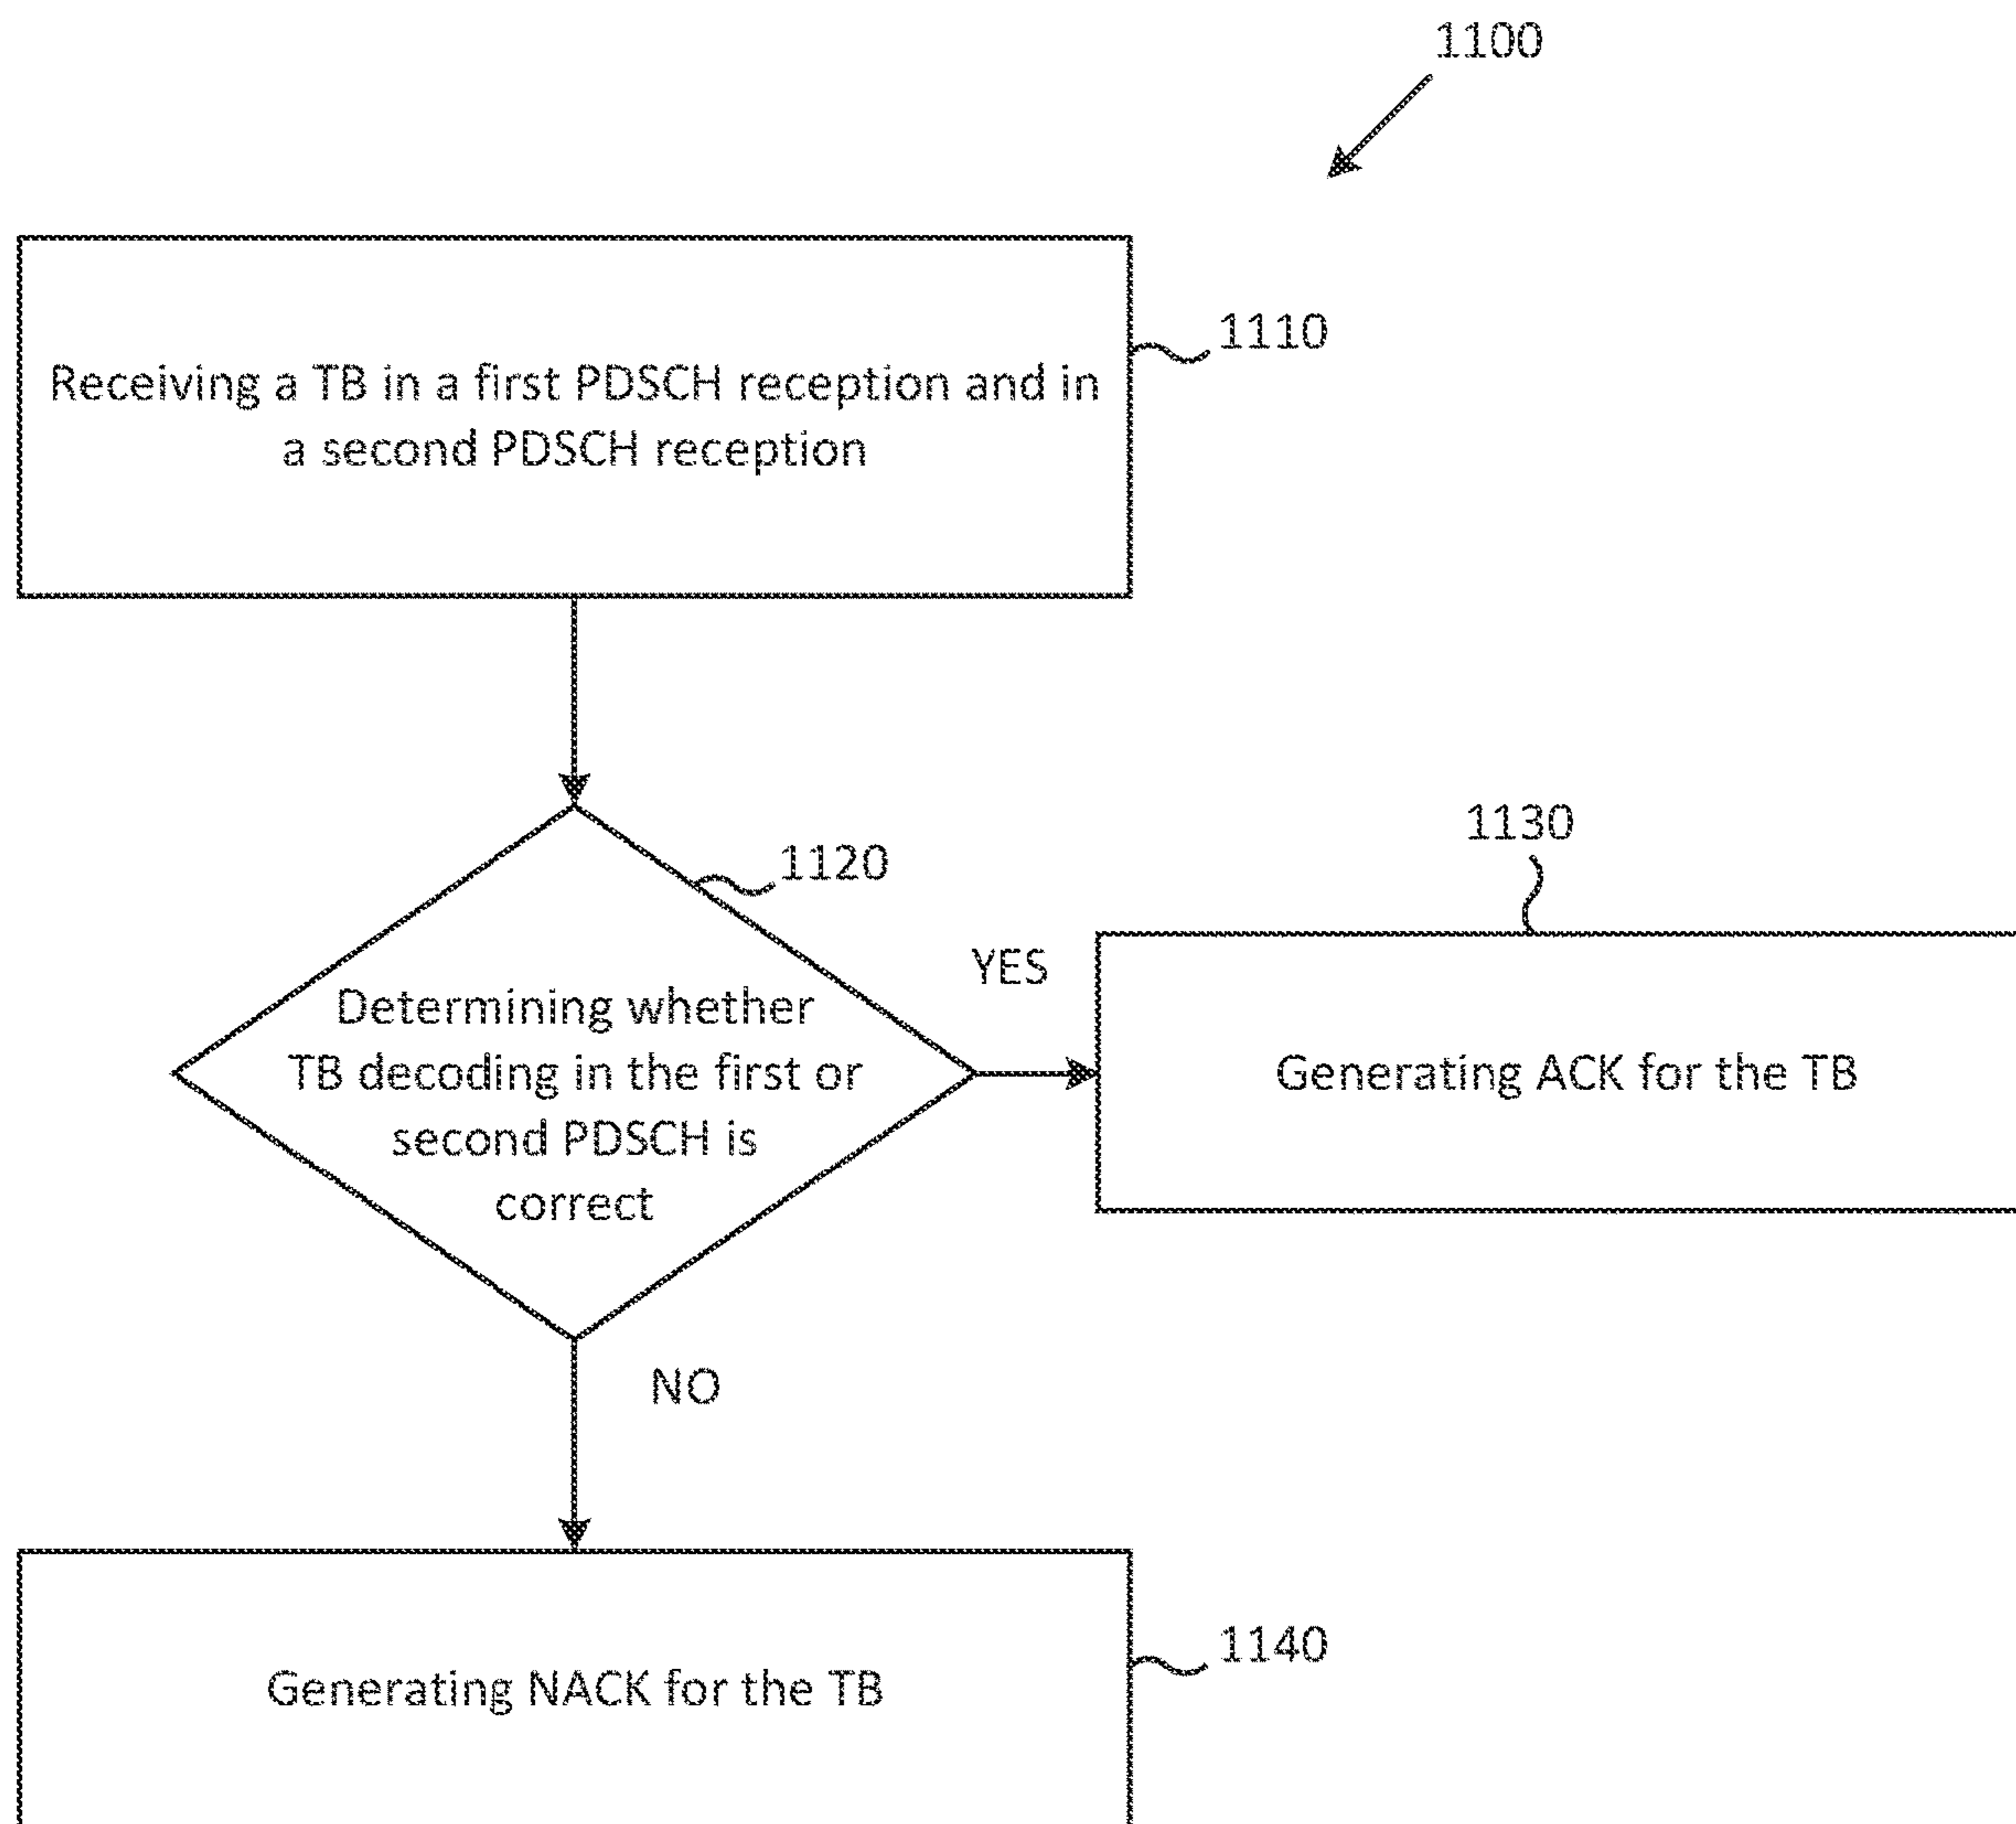 1100
Receiving a TB in a first PDSCH reception and in
a second PDSCH reception
1110
1120
Determining whether
TB decoding in the first or
second PDSCH is
correct
YES
1130
Generating ACK for the TB
NO
Generating NACK for the TB
1140